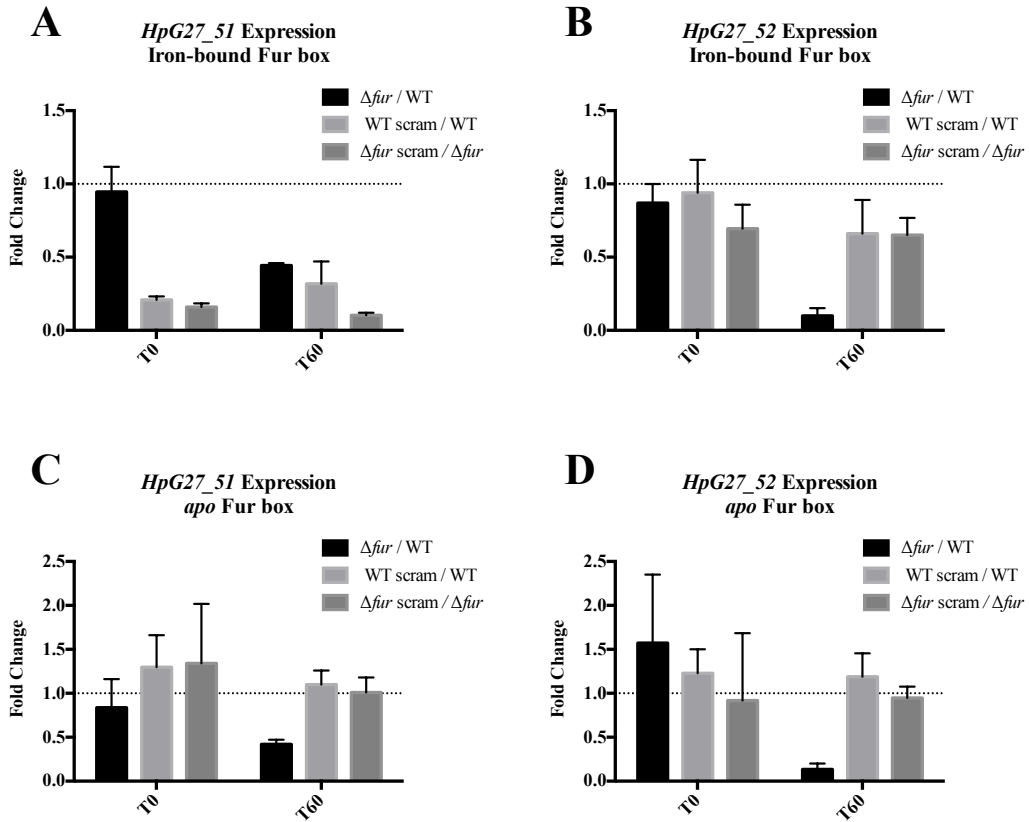 A
HpG27_51 Expression
Iron-bound Fur box
Δfur / WT
WT scram / WT
Δfur scram / Δfur
Fold Change
1.5
1.0
0.5
0.0
T0
T60
B
HpG27_52 Expression
Iron-bound Fur box
Δfur / WT
WT scram / WT
Δfur scram / Δfur
Fold Change
1.5
1.0
0.5
0.0
T0
T60
C
HpG27_51 Expression
apo Fur box
Δfur / WT
WT scram / WT
Δfur scram / Δfur
Fold Change
2.5
2.0
1.5
1.0
0.5
0.0
T0
T60
D
HpG27_52 Expression
apo Fur box
Δfur / WT
WT scram / WT
Δfur scram / Δfur
Fold Change
2.5
2.0
1.5
1.0
0.5
0.0
T0
T60